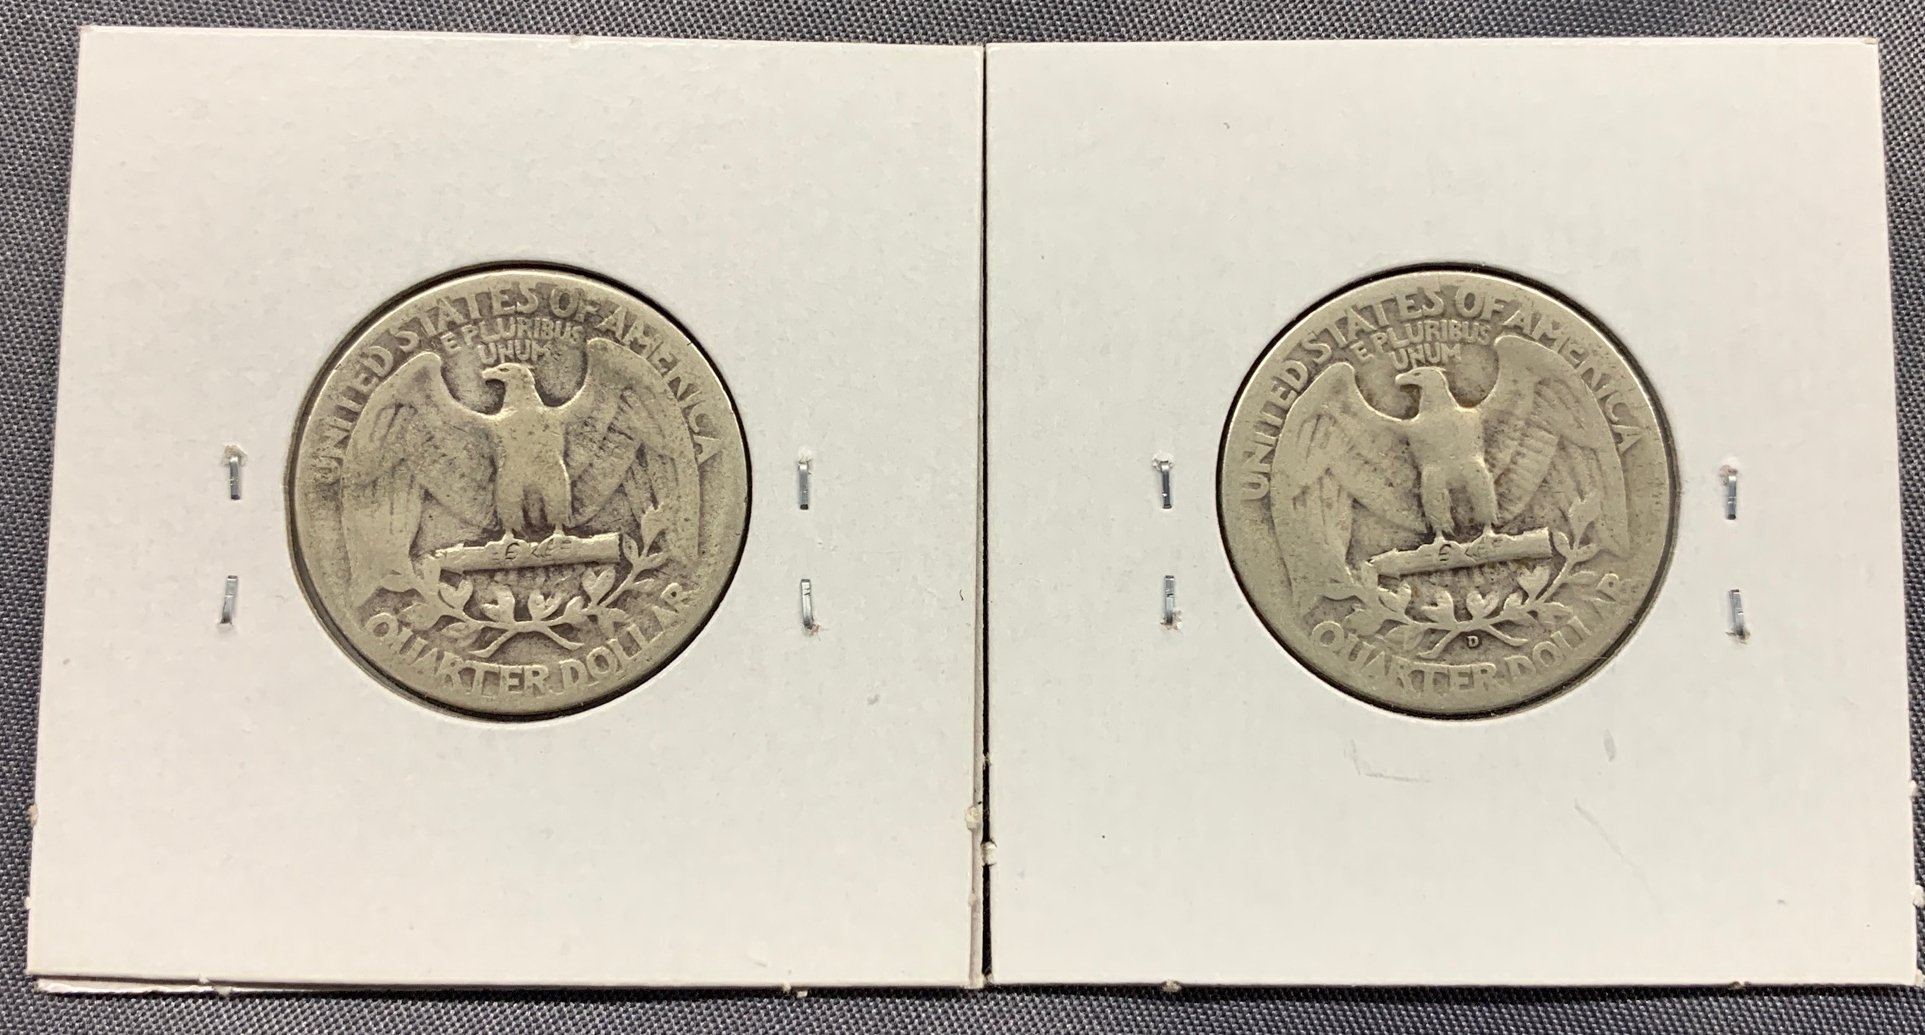 UNITED STATES OF AMERICA
E PLURIBUS
UNUM
QUARTER DOLLAR
UNITED STATES OF AMERICA
E PLURIBUS
UNUM
D
QUARTER DOLLAR